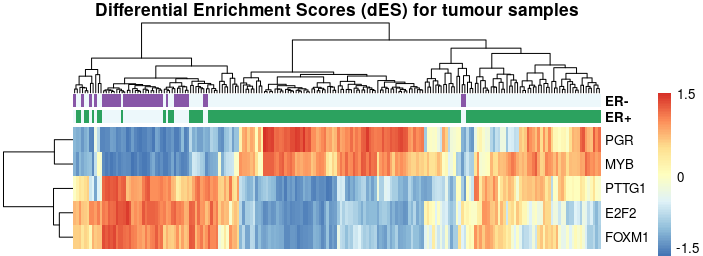 Differential Enrichment Scores (dES) for tumour samples
ER-
ER+
PGR
MYB
PTTG1
E2F2
FOXM1
1.5
0
-1.5